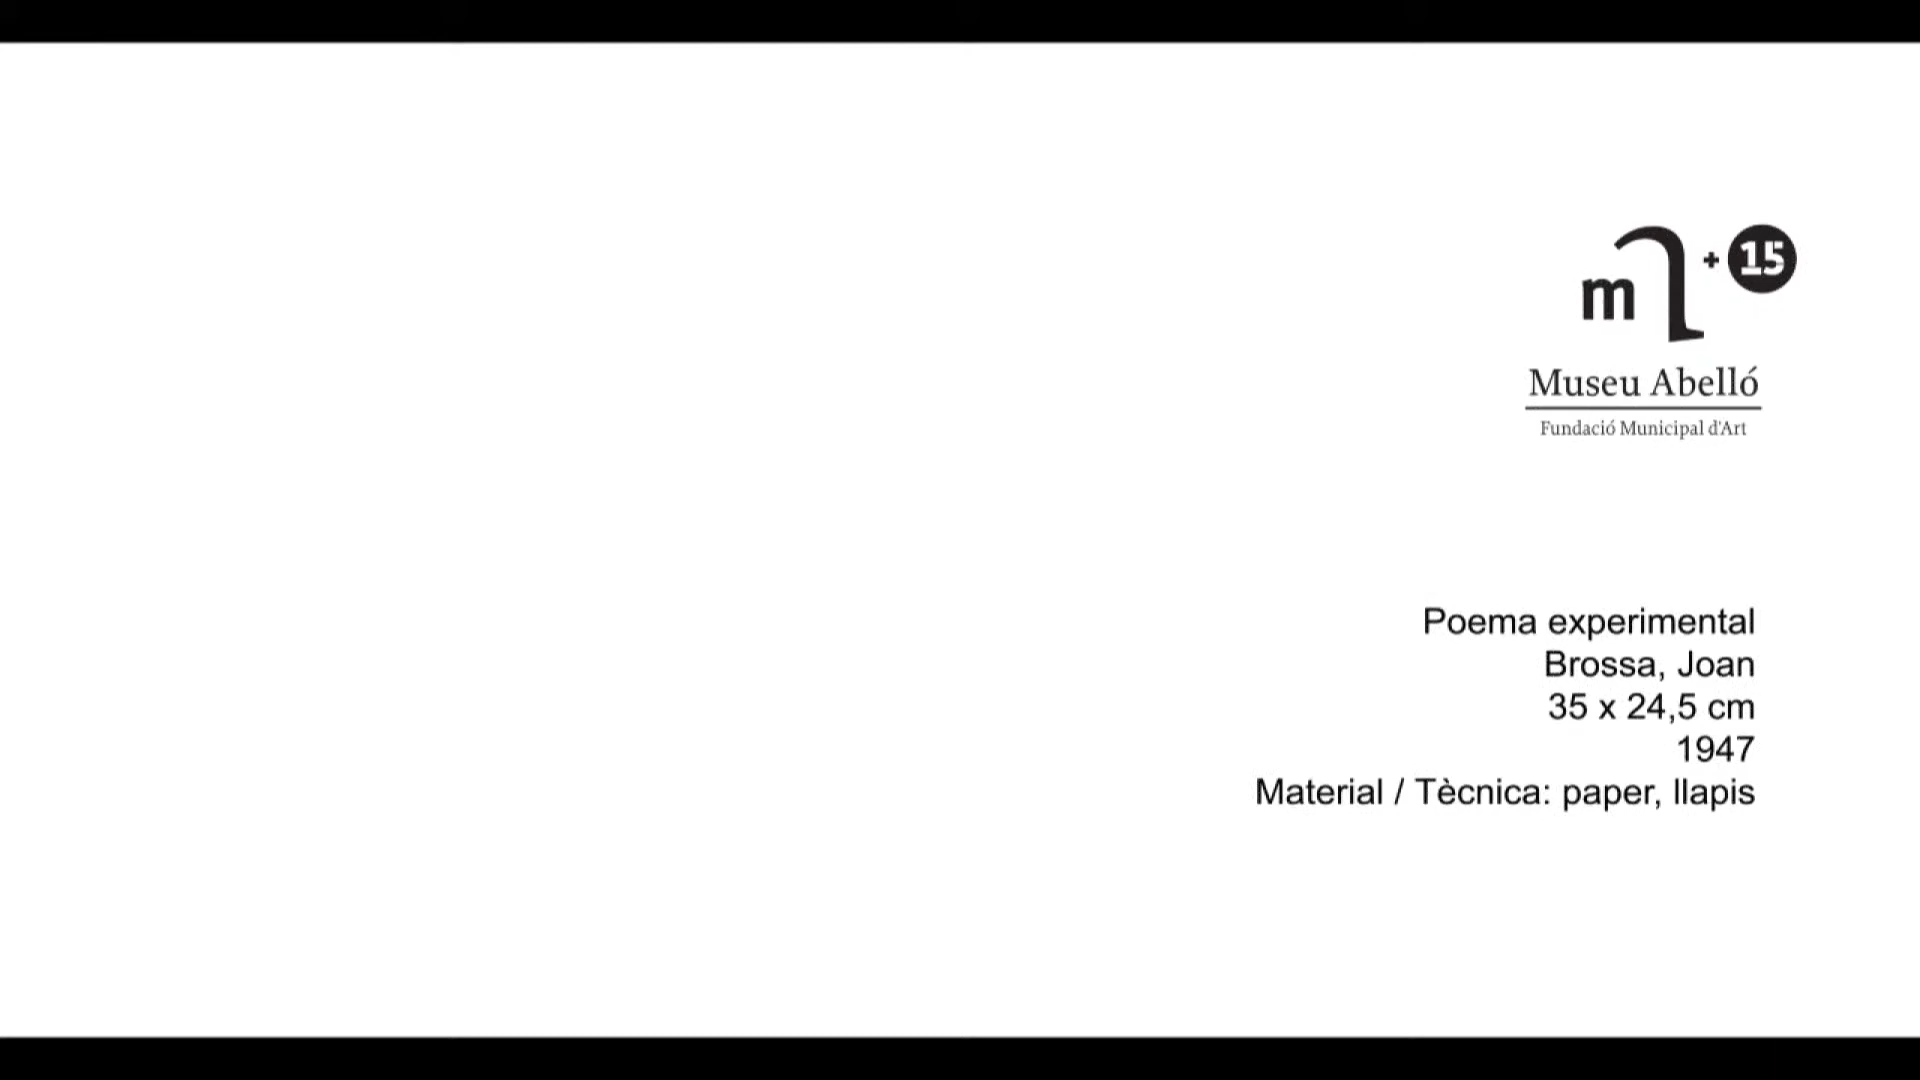 m + 15
Museu Abelló
Fundació Municipal d'Art
Poema experimental
Brossa, Joan
35 x 24,5 cm
1947
Material / Tècnica: paper, llapis